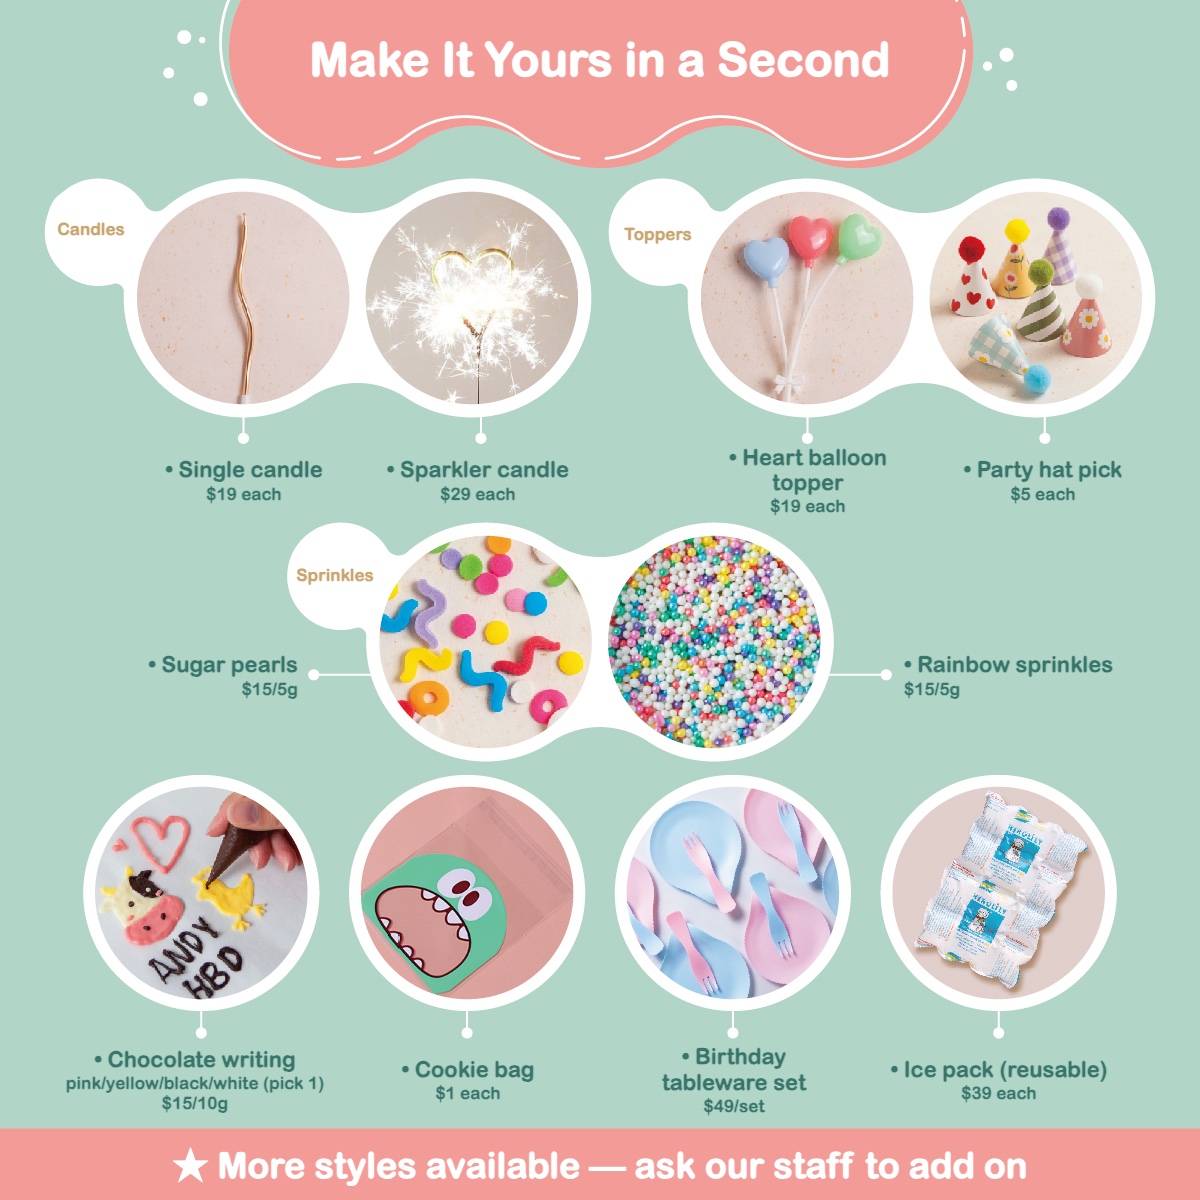 Make It Yours in a Second
Candles
Toppers
• Single candle
$19 each
• Sparkler candle
$29 each
• Heart balloon
topper
$19 each
• Party hat pick
$5 each
Sprinkles
• Sugar pearls
$15/5g
• Rainbow sprinkles
$15/5g
ANDY
HBD
• Chocolate writing
pink/yellow/black/white (pick 1)
$15/10g
• Cookie bag
$1 each
• Birthday
tableware set
$49/set
• Ice pack (reusable)
$39 each
★ More styles available — ask our staff to add on